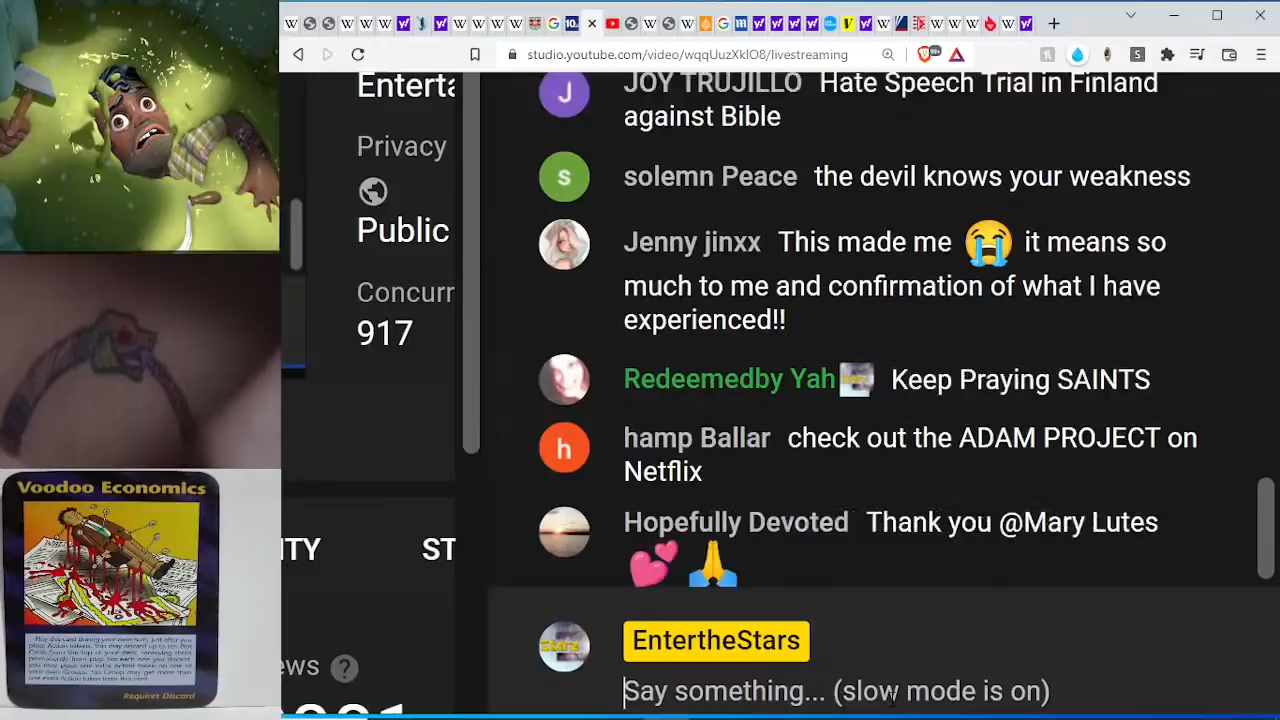 studio.youtube.com/video/wqqUuzXklO8/livestreaming
Enterta
Privacy
Public
Concurr
917
ITY
ST
ews
JOY TRUJILLO Hate Speech Trial in Finland
against Bible
solemn Peace the devil knows your weakness
Jenny jinxx This made me 😭 it means so
much to me and confirmation of what I have
experienced!!
Redeemedby Yah Keep Praying SAINTS
hamp Ballar check out the ADAM PROJECT on
Netflix
Hopefully Devoted Thank you @Mary Lutes
💕 🙏
EntertheStars
Say something... (slow mode is on)
Voodoo Economics
Requires Discard